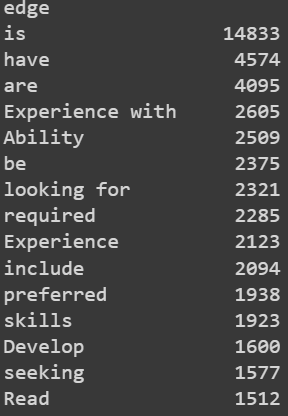 edge
is 14833
have 4574
are 4095
Experience with 2605
Ability 2509
be 2375
looking for 2321
required 2285
Experience 2123
include 2094
preferred 1938
skills 1923
Develop 1600
seeking 1577
Read 1512